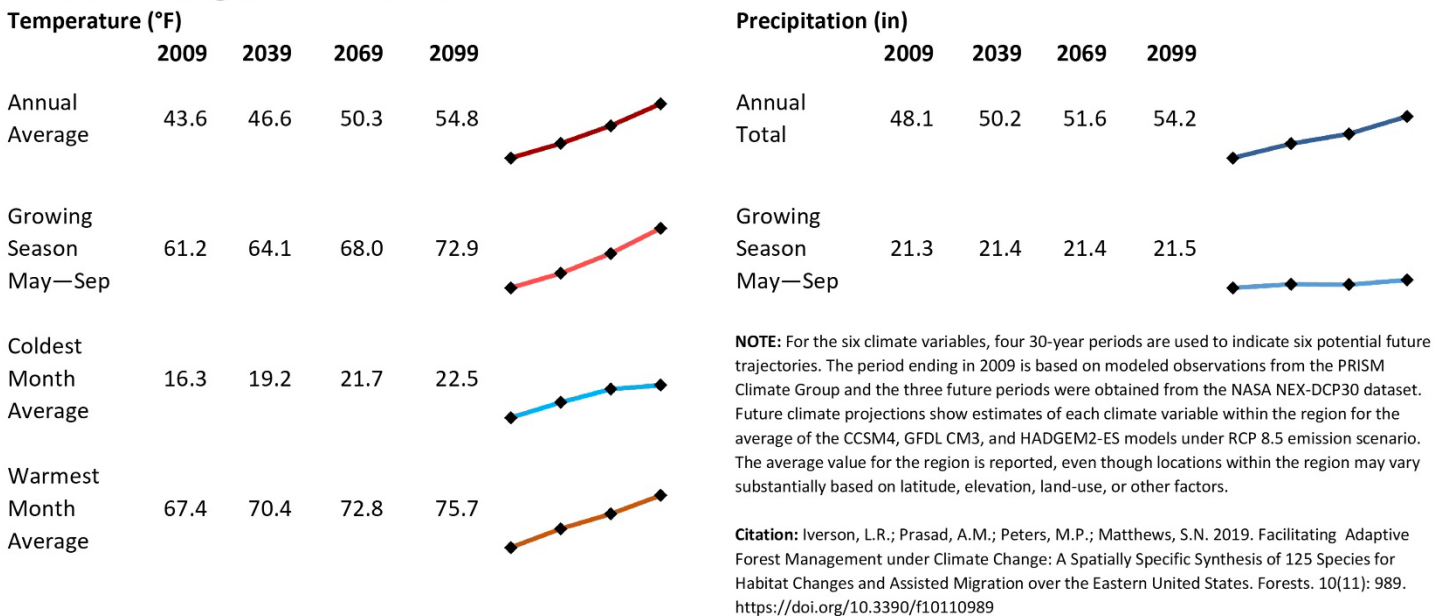 Temperature (°F)
2009 2039 2069 2099
Annual
Average
43.6 46.6 50.3 54.8
Growing
Season
May—Sep
61.2 64.1 68.0 72.9
Coldest
Month
Average
16.3 19.2 21.7 22.5
Warmest
Month
Average
67.4 70.4 72.8 75.7
Precipitation (in)
2009 2039 2069 2099
Annual
Total
48.1 50.2 51.6 54.2
Growing
Season
May—Sep
21.3 21.4 21.4 21.5
NOTE: For the six climate variables, four 30-year periods are used to indicate six potential future
trajectories. The period ending in 2009 is based on modeled observations from the PRISM
Climate Group and the three future periods were obtained from the NASA NEX-DCP30 dataset.
Future climate projections show estimates of each climate variable within the region for the
average of the CCSM4, GFDL CM3, and HADGEM2-ES models under RCP 8.5 emission scenario.
The average value for the region is reported, even though locations within the region may vary
substantially based on latitude, elevation, land-use, or other factors.
Citation: Iverson, L.R.; Prasad, A.M.; Peters, M.P.; Matthews, S.N. 2019. Facilitating Adaptive
Forest Management under Climate Change: A Spatially Specific Synthesis of 125 Species for
Habitat Changes and Assisted Migration over the Eastern United States. Forests. 10(11): 989.
https://doi.org/10.3390/f10110989